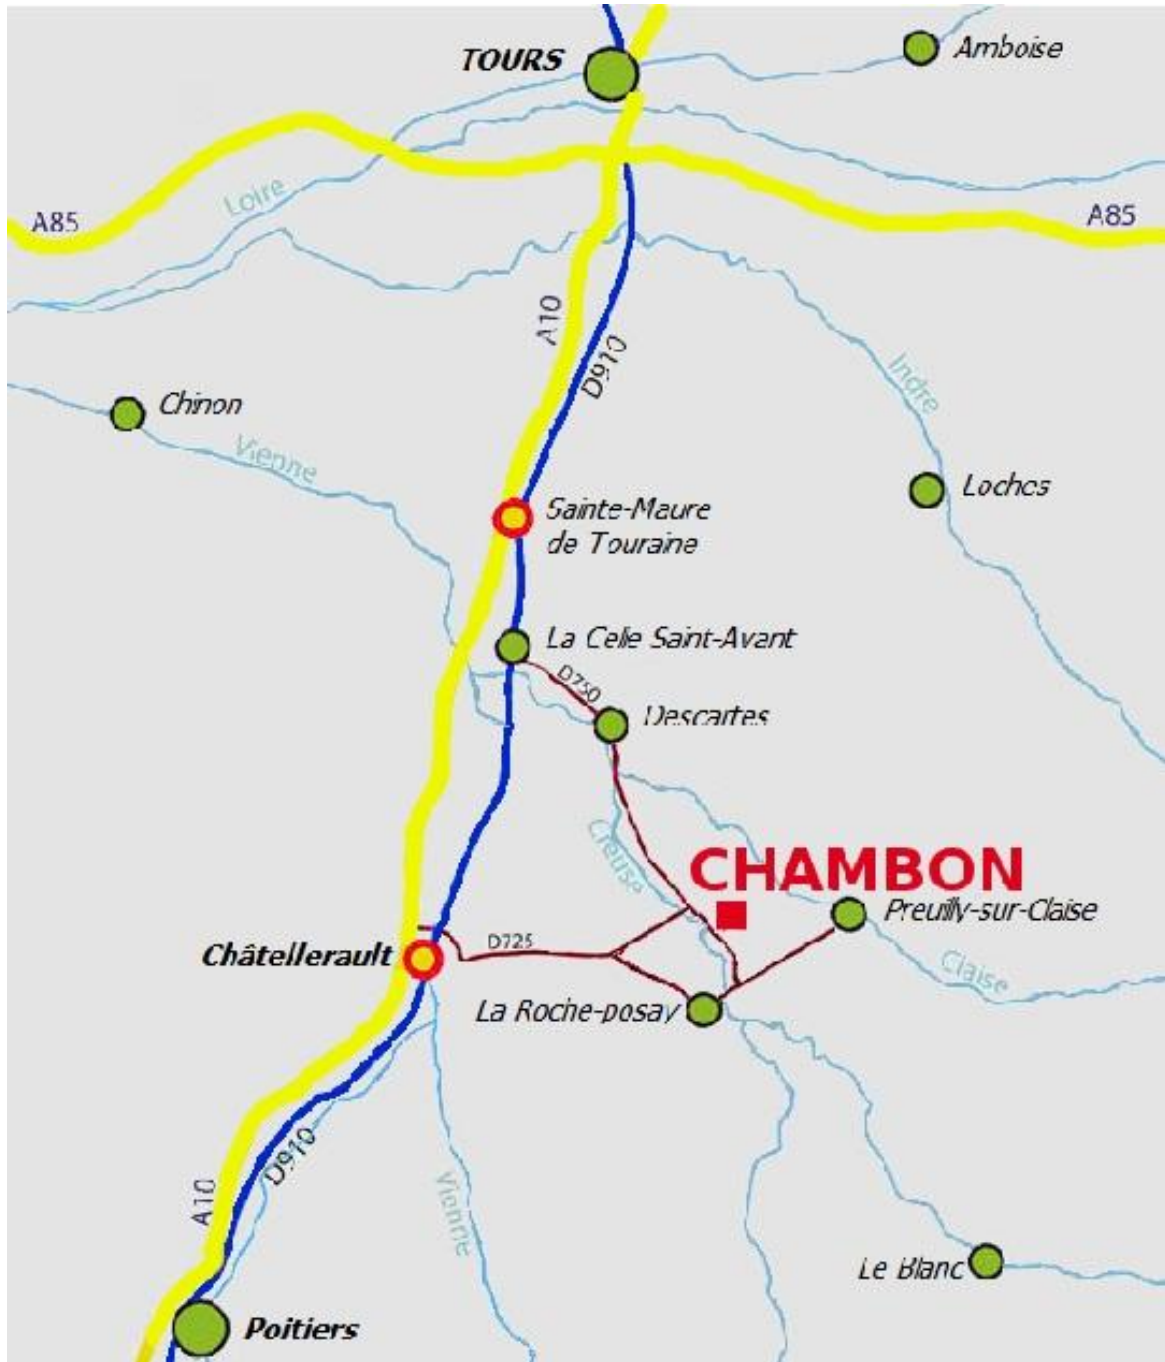 TOURS
Amboise
Loire
A85
A85
A10
D910
Indre
Chinon
Vienne
Loches
Sainte-Maure
de Touraine
La Celle Saint-Avant
D750
Descartes
Creuse
CHAMBON
Preuilly-sur-Claise
Châtellerault
D725
Claise
La Roche-posay
D910
A10
Vienne
Le Blanc
Poitiers